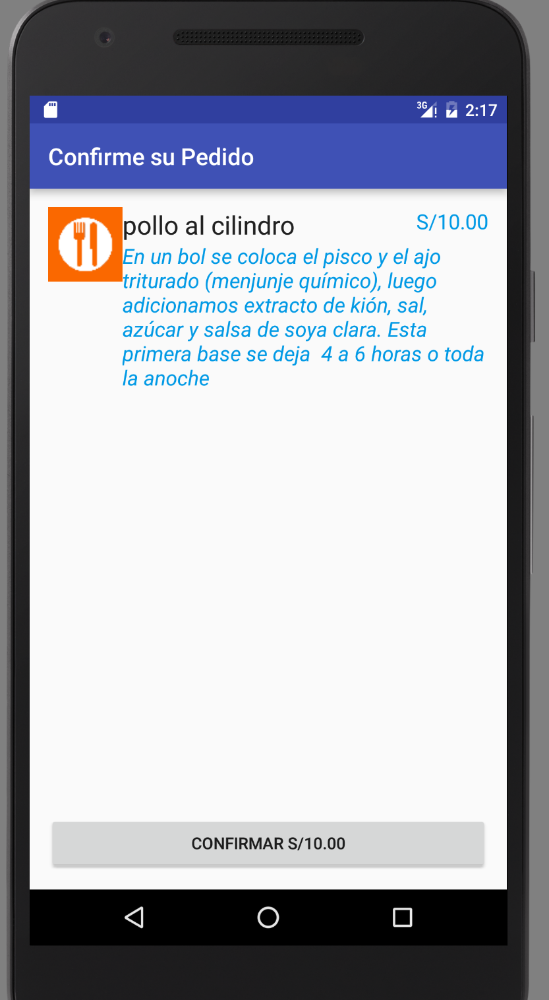 3G 2:17
Confirme su Pedido
pollo al cilindro S/10.00
En un bol se coloca el pisco y el ajo
triturado (menjunje químico), luego
adicionamos extracto de kión, sal,
azúcar y salsa de soya clara. Esta
primera base se deja  4 a 6 horas o toda
la anoche
CONFIRMAR S/10.00